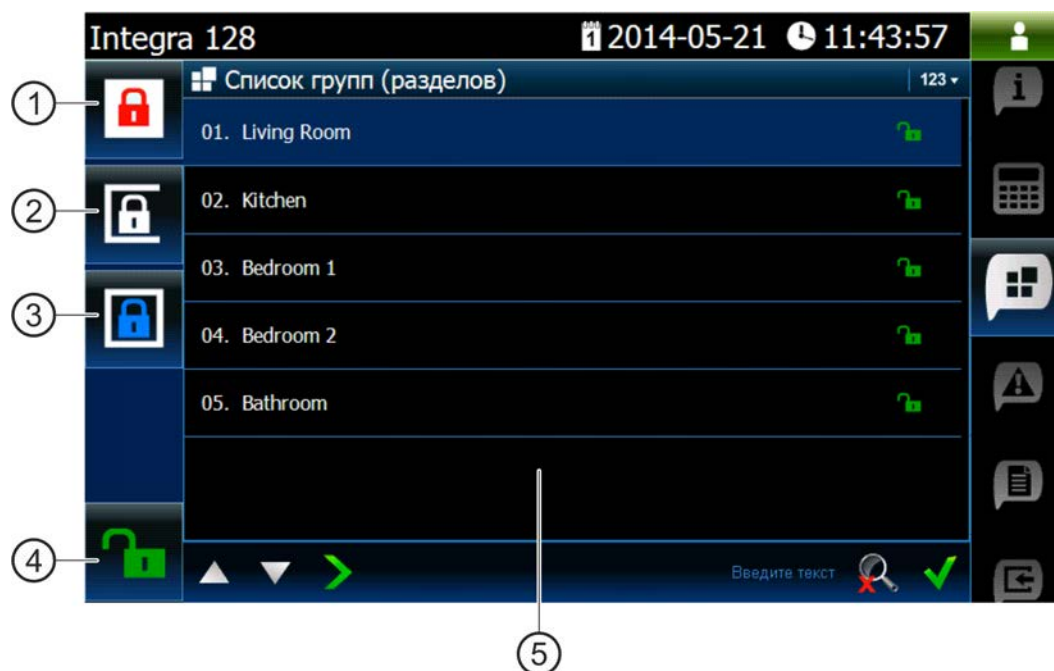 Integra 128 1 2014-05-21 11:43:57
Список групп (разделов) 123
1
01. Living Room
2
02. Kitchen
03. Bedroom 1
3
04. Bedroom 2
05. Bathroom
4
Введите текст
5